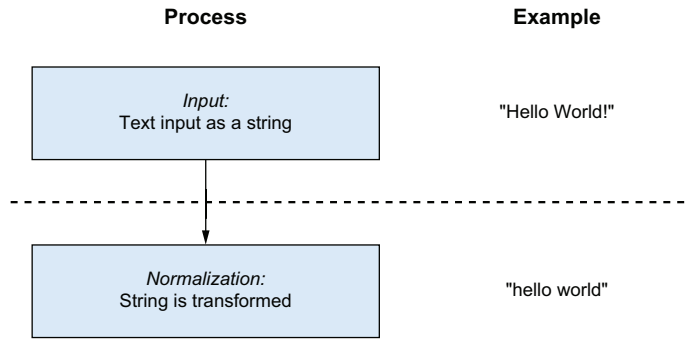 Process
Example
Input:
Text input as a string
"Hello World!"
Normalization:
String is transformed
"hello world"